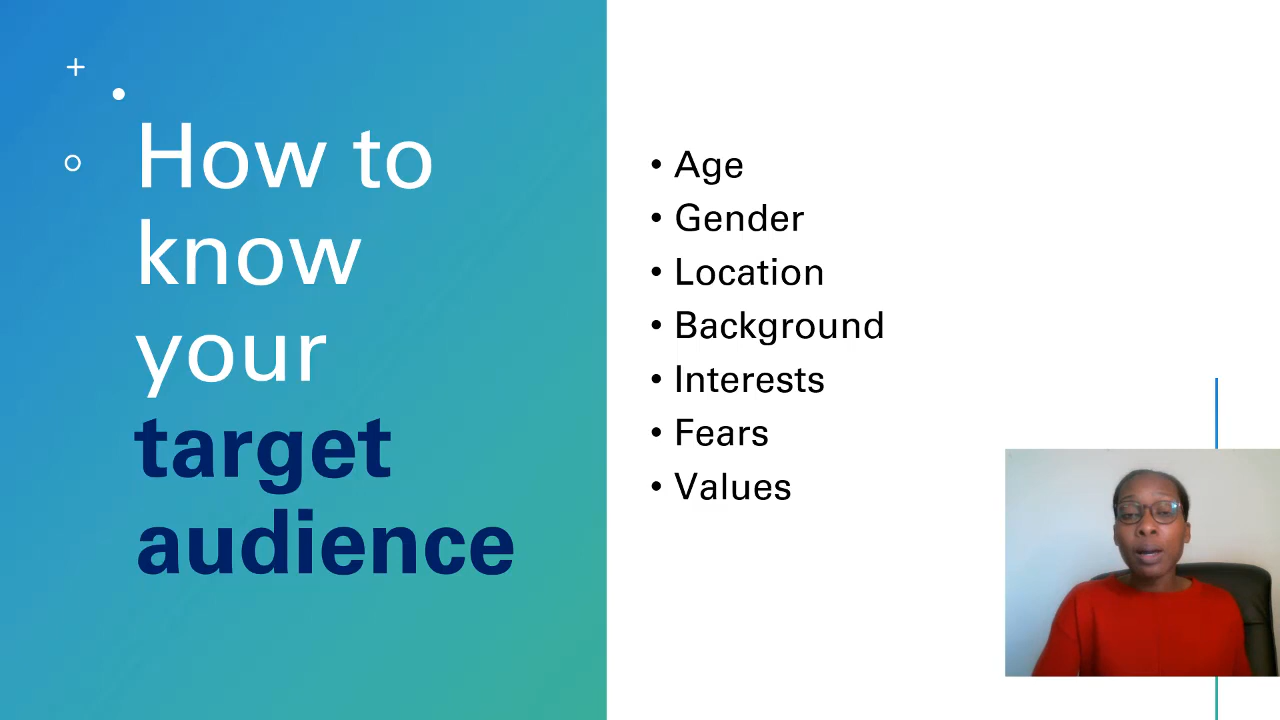 How to
know
your
target
audience
• Age
• Gender
• Location
• Background
• Interests
• Fears
• Values